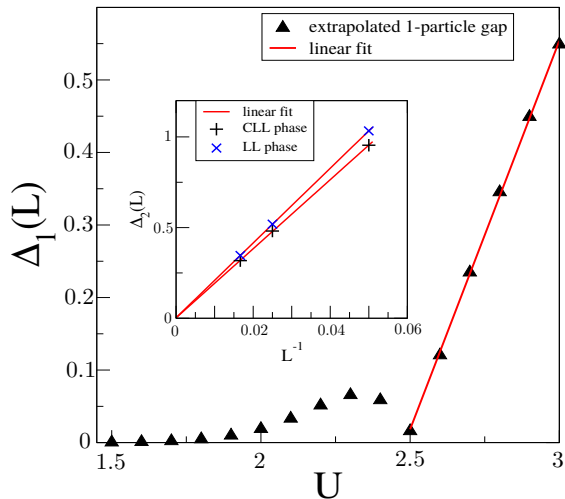 extrapolated 1-particle gap
linear fit
Δ₁(L)
0.5
0.4
0.3
0.2
0.1
0
1.5
2
2.5
3
U
linear fit
CLL phase
LL phase
Δ₂(L)
1
0.5
0
0
0.02
0.04
0.06
L⁻¹